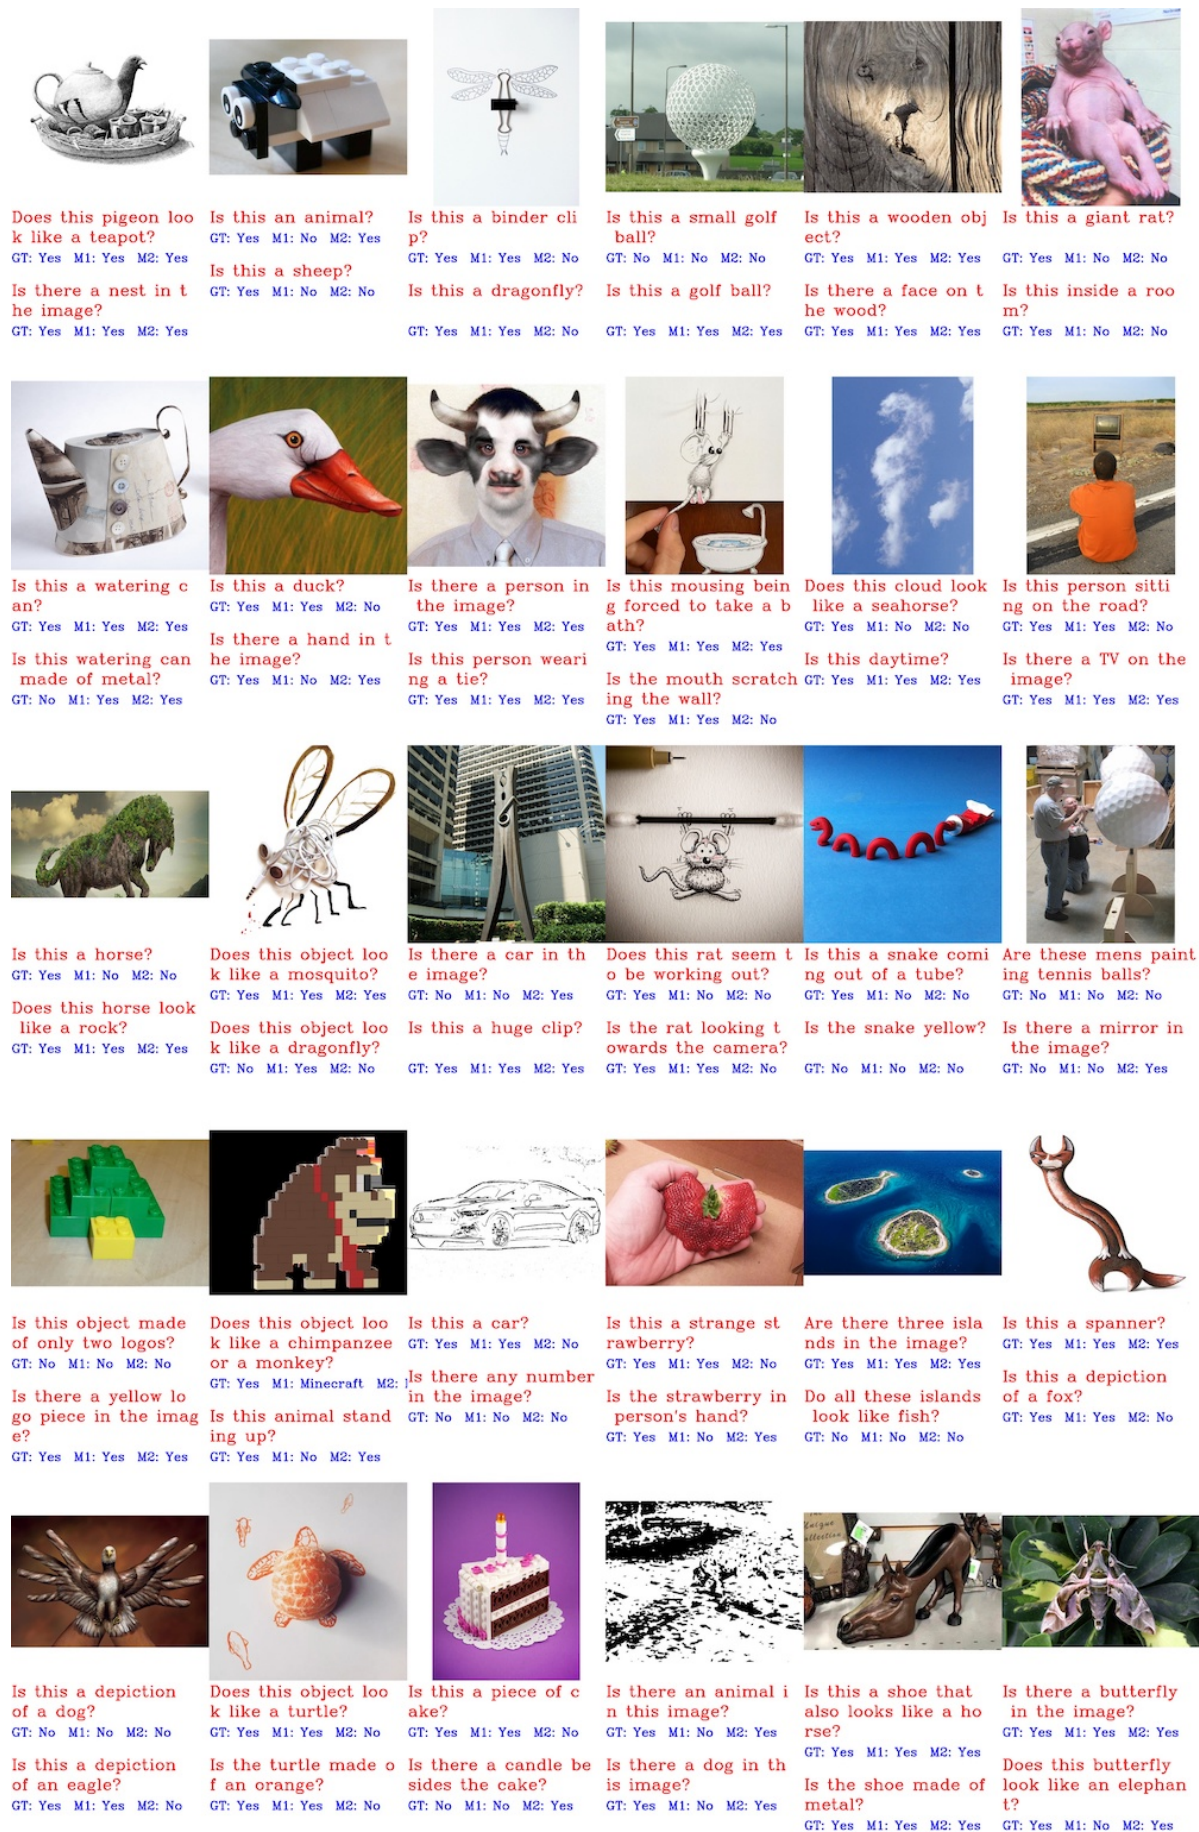 Does this pigeon loo
k like a teapot?
GT: Yes M1: Yes M2: Yes
Is there a nest in t
he image?
GT: Yes M1: Yes M2: Yes
Is this an animal?
GT: Yes M1: No M2: Yes
Is this a sheep?
GT: Yes M1: No M2: No
Is this a binder cli
p?
GT: Yes M1: Yes M2: No
Is this a dragonfly?
GT: Yes M1: Yes M2: No
Is this a small golf
ball?
GT: No M1: No M2: No
Is this a golf ball?
GT: Yes M1: Yes M2: Yes
Is this a wooden obj
ect?
GT: Yes M1: Yes M2: Yes
Is there a face on t
he wood?
GT: Yes M1: Yes M2: Yes
Is this a giant rat?
GT: Yes M1: No M2: No
Is this inside a roo
m?
GT: Yes M1: No M2: No
Is this a watering c
an?
GT: Yes M1: Yes M2: Yes
Is this watering can
made of metal?
GT: No M1: Yes M2: Yes
Is this a duck?
GT: Yes M1: Yes M2: No
Is there a hand in t
he image?
GT: Yes M1: No M2: Yes
Is there a person in
the image?
GT: Yes M1: Yes M2: Yes
Is this person weari
ng a tie?
GT: Yes M1: Yes M2: Yes
Is this mousing bein
g forced to take a b
ath?
GT: Yes M1: Yes M2: Yes
Is the mouth scratch
ing the wall?
GT: Yes M1: Yes M2: No
Does this cloud look
like a seahorse?
GT: Yes M1: No M2: No
Is this daytime?
GT: Yes M1: Yes M2: Yes
Is this person sitti
ng on the road?
GT: Yes M1: Yes M2: No
Is there a TV on the
image?
GT: Yes M1: Yes M2: Yes
Is this a horse?
GT: Yes M1: No M2: No
Does this horse look
like a rock?
GT: Yes M1: Yes M2: Yes
Does this object loo
k like a mosquito?
GT: Yes M1: Yes M2: Yes
Does this object loo
k like a dragonfly?
GT: No M1: Yes M2: No
Is there a car in th
e image?
GT: No M1: No M2: Yes
Is this a huge clip?
GT: Yes M1: Yes M2: Yes
Does this rat seem t
o be working out?
GT: Yes M1: No M2: No
Is the rat looking t
owards the camera?
GT: Yes M1: Yes M2: No
Is this a snake comi
ng out of a tube?
GT: Yes M1: No M2: No
Is the snake yellow?
GT: No M1: No M2: No
Are these mens paint
ing tennis balls?
GT: No M1: No M2: No
Is there a mirror in
the image?
GT: No M1: No M2: Yes
Is this object made
of only two logos?
GT: No M1: No M2: No
Is there a yellow lo
go piece in the imag
e?
GT: Yes M1: Yes M2: Yes
Does this object loo
k like a chimpanzee
or a monkey?
GT: Yes M1: Minecraft M2:
Is this animal stand
ing up?
GT: Yes M1: No M2: Yes
Is this a car?
GT: Yes M1: Yes M2: No
Is there any number
in the image?
GT: No M1: No M2: No
Is this a strange st
rawberry?
GT: Yes M1: Yes M2: No
Is the strawberry in
person's hand?
GT: Yes M1: No M2: Yes
Are there three isla
nds in the image?
GT: Yes M1: Yes M2: Yes
Do all these islands
look like fish?
GT: No M1: No M2: No
Is this a spanner?
GT: Yes M1: Yes M2: Yes
Is this a depiction
of a fox?
GT: Yes M1: Yes M2: No
Is this a depiction
of a dog?
GT: No M1: No M2: No
Is this a depiction
of an eagle?
GT: Yes M1: Yes M2: No
Does this object loo
k like a turtle?
GT: Yes M1: Yes M2: No
Is the turtle made o
f an orange?
GT: Yes M1: Yes M2: No
Is this a piece of c
ake?
GT: Yes M1: Yes M2: No
Is there a candle be
sides the cake?
GT: No M1: No M2: Yes
Is there an animal i
n this image?
GT: Yes M1: No M2: Yes
Is there a dog in th
is image?
GT: Yes M1: No M2: Yes
Unique
Collection
Is this a shoe that
also looks like a ho
rse?
GT: Yes M1: Yes M2: Yes
Is the shoe made of
metal?
GT: Yes M1: Yes M2: Yes
Is there a butterfly
in the image?
GT: Yes M1: Yes M2: Yes
Does this butterfly
look like an elephan
t?
GT: Yes M1: No M2: Yes